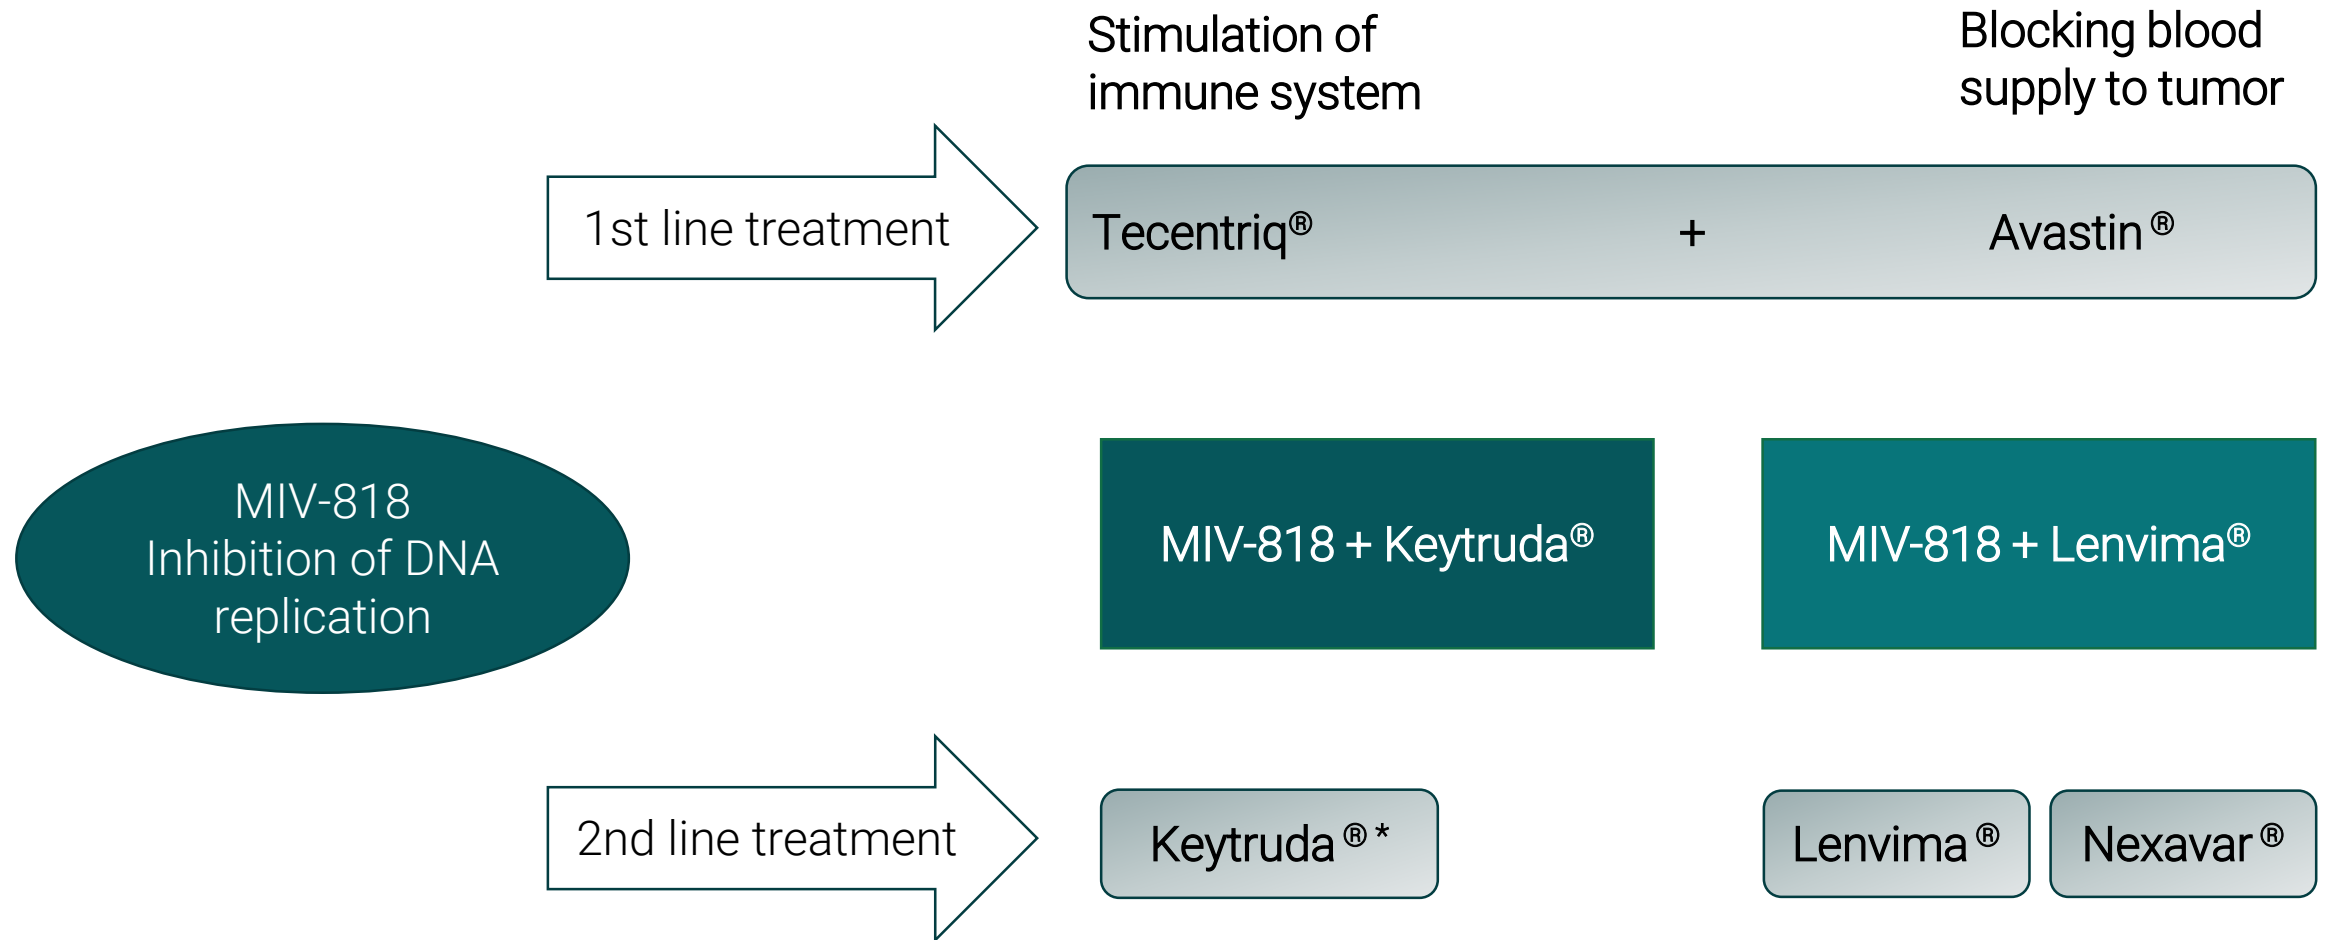 Stimulation of
immune system
Blocking blood
supply to tumor
1st line treatment
Tecentriq® + Avastin ®
MIV-818
Inhibition of DNA
replication
MIV-818 + Keytruda®
MIV-818 + Lenvima®
2nd line treatment
Keytruda ® *
Lenvima ®
Nexavar ®